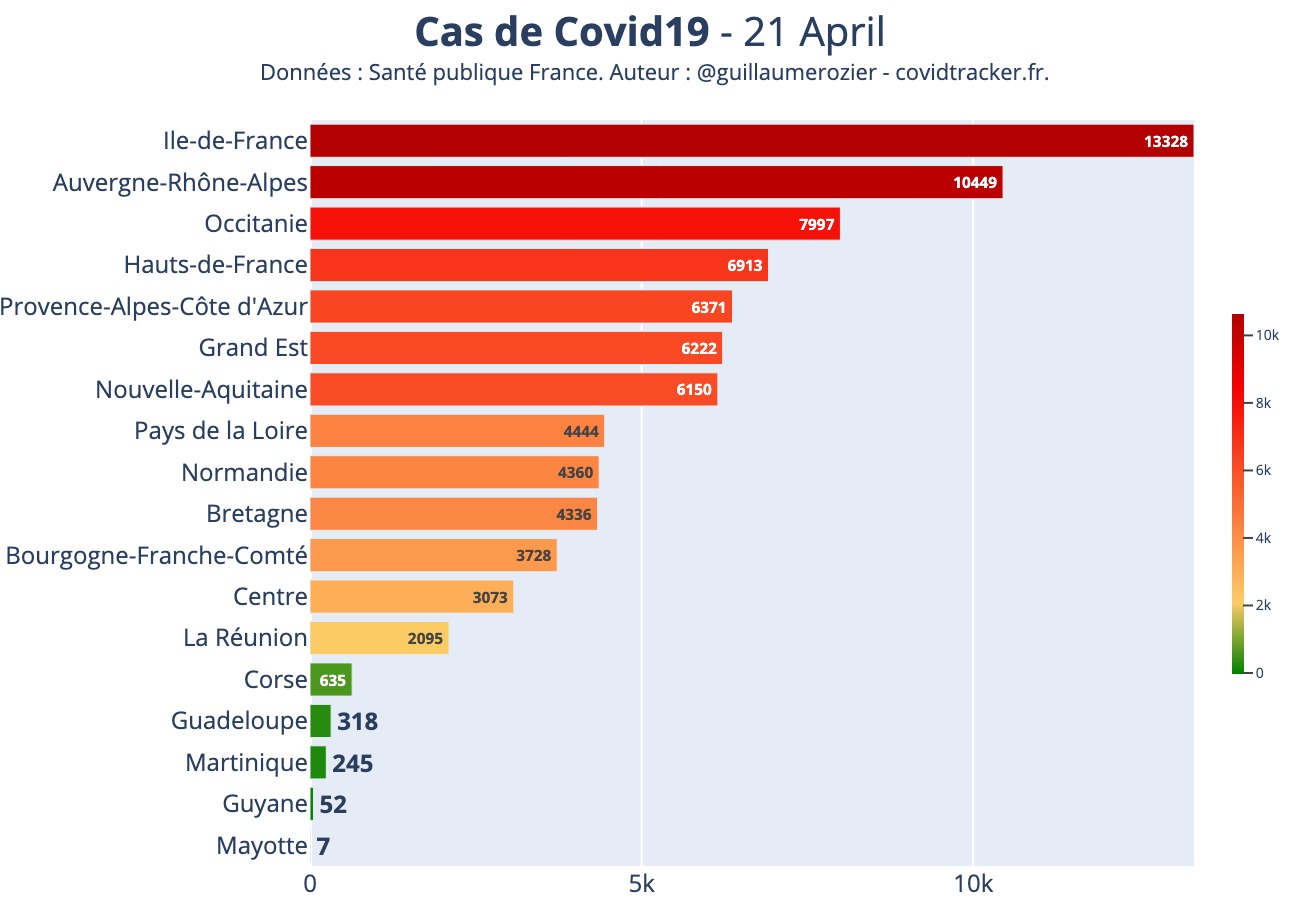 Cas de Covid19 - 21 April
Données : Santé publique France. Auteur : @guillaumerozier - covidtracker.fr.
Ile-de-France 13328
Auvergne-Rhône-Alpes 10449
Occitanie 7997
Hauts-de-France 6913
Provence-Alpes-Côte d'Azur 6371
Grand Est 6222
Nouvelle-Aquitaine 6150
Pays de la Loire 4444
Normandie 4360
Bretagne 4336
Bourgogne-Franche-Comté 3728
Centre 3073
La Réunion 2095
Corse 635
Guadeloupe 318
Martinique 245
Guyane 52
Mayotte 7
0 5k 10k
10k
8k
6k
4k
2k
0